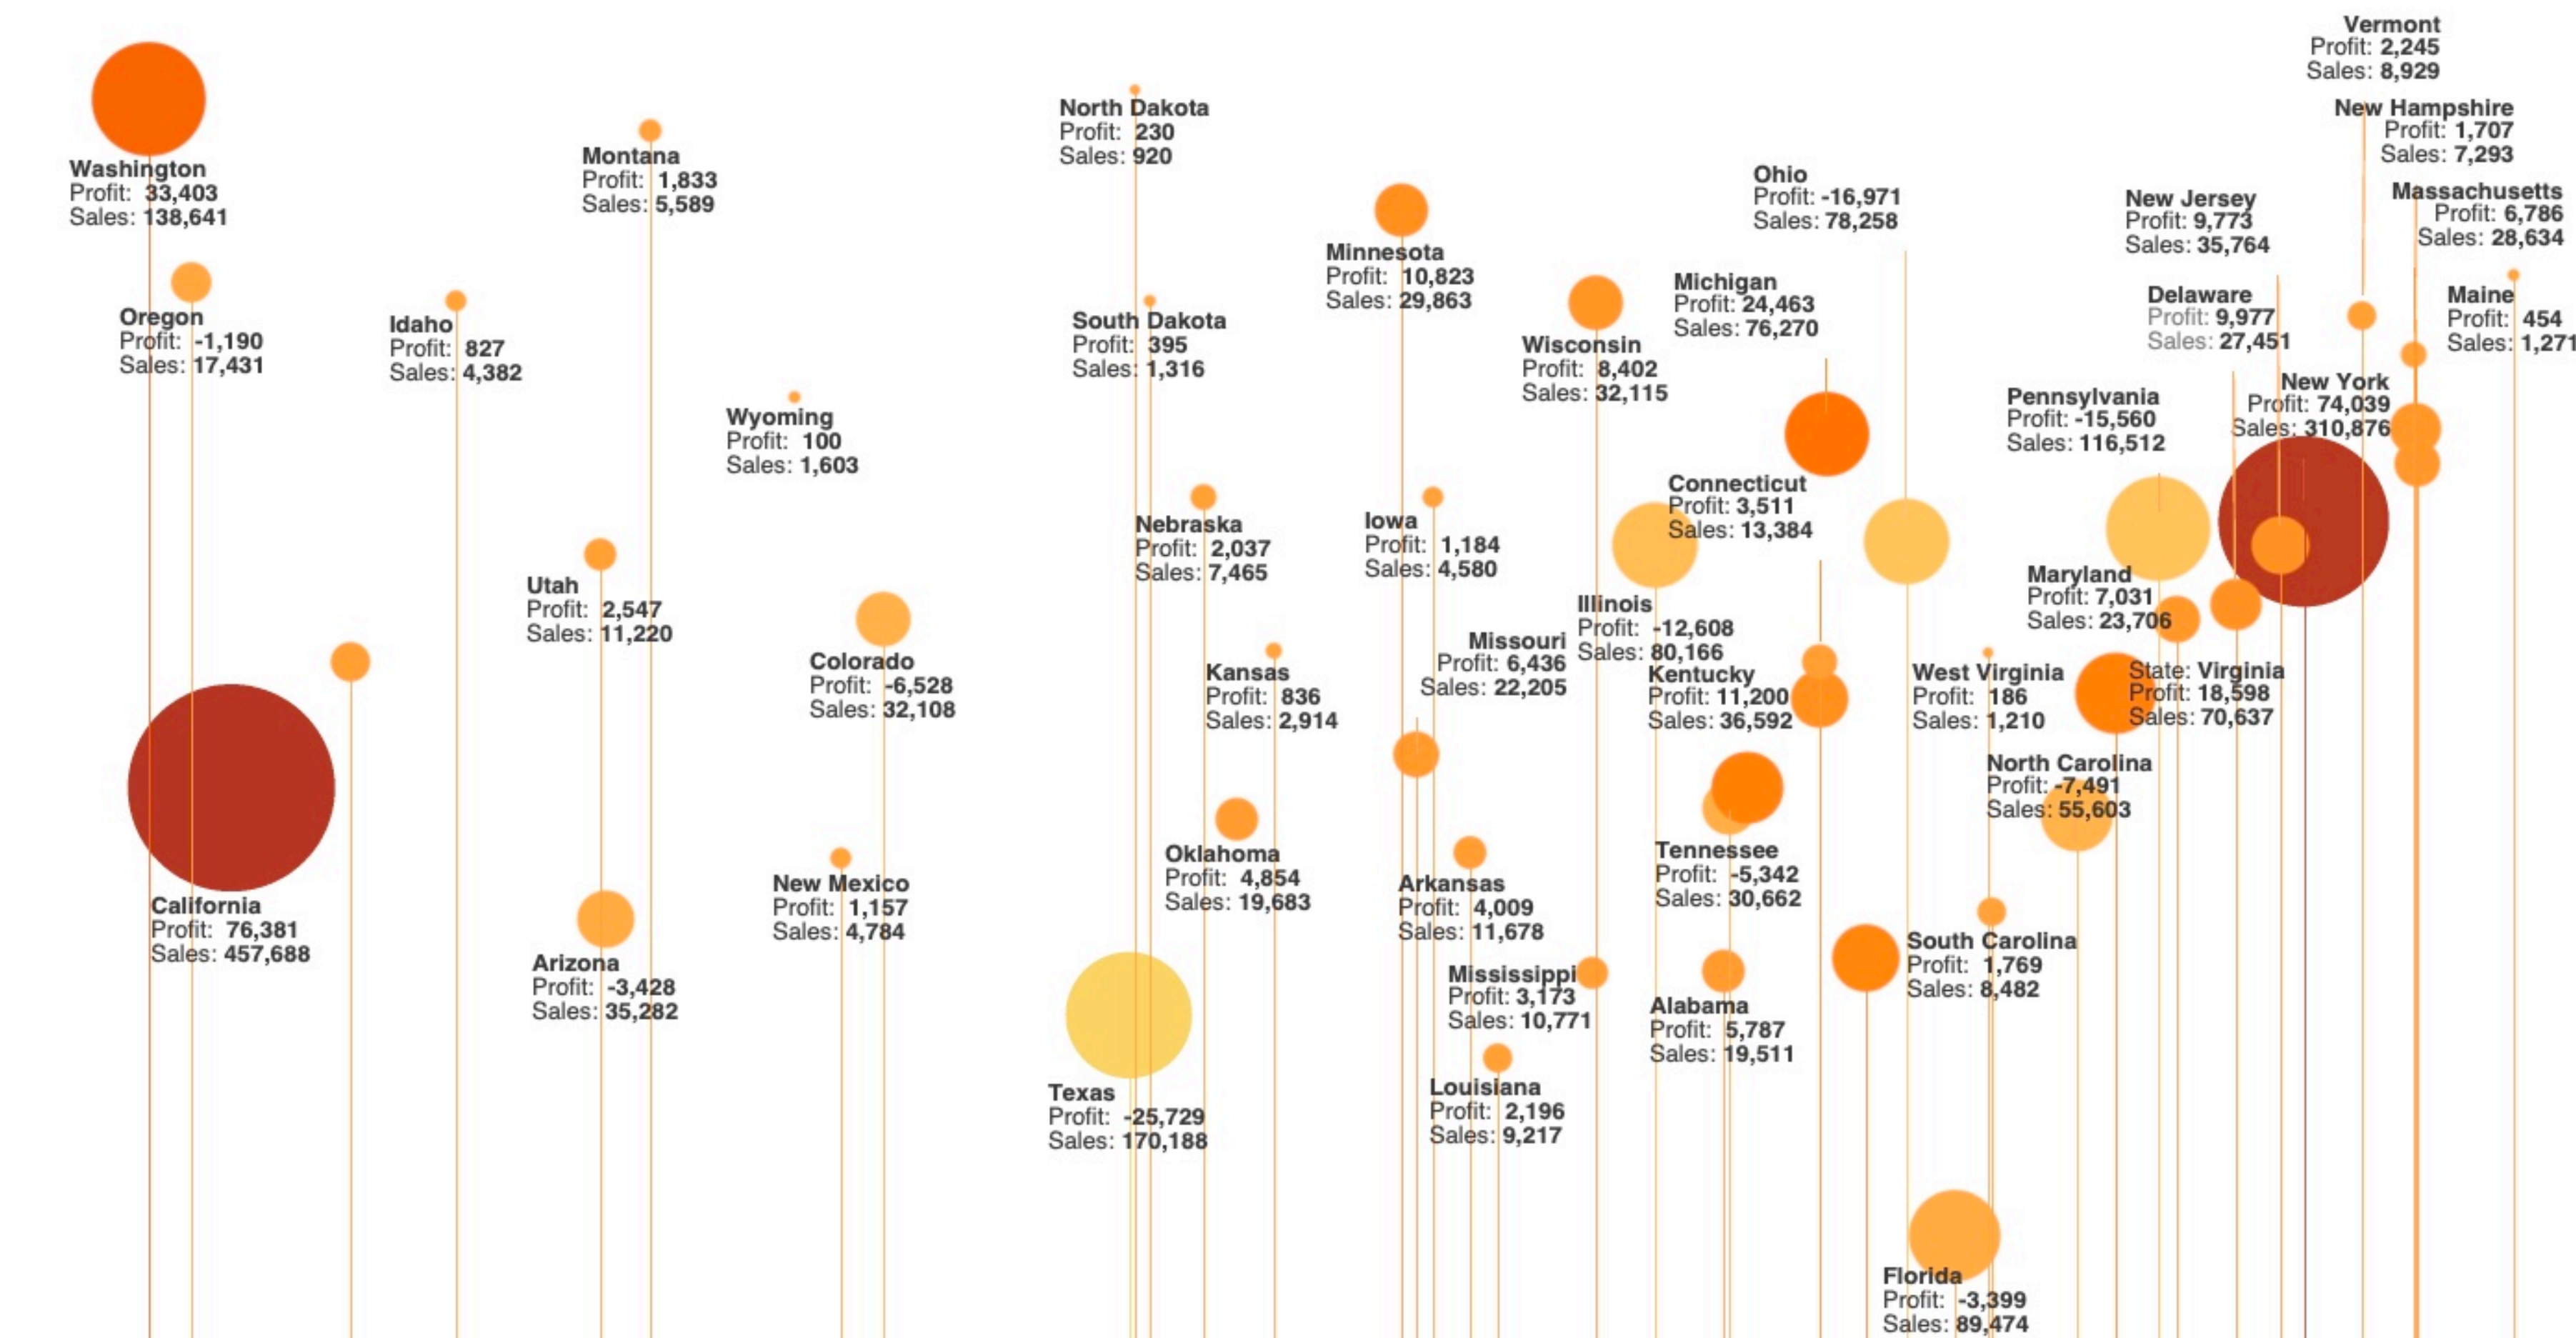 Vermont
Profit: 2,245
Sales: 8,929
New Hampshire
Profit: 1,707
Sales: 7,293
Massachusetts
Profit: 6,786
Sales: 28,634
North Dakota
Profit: 230
Sales: 920
Washington
Profit: 33,403
Sales: 138,641
Montana
Profit: 1,833
Sales: 5,589
Ohio
Profit: -16,971
Sales: 78,258
New Jersey
Profit: 9,773
Sales: 35,764
Minnesota
Profit: 10,823
Sales: 29,863
Michigan
Profit: 24,463
Sales: 76,270
Delaware
Profit: 9,977
Sales: 27,451
Maine
Profit: 454
Sales: 1,271
Oregon
Profit: -1,190
Sales: 17,431
Idaho
Profit: 827
Sales: 4,382
South Dakota
Profit: 395
Sales: 1,316
Wisconsin
Profit: 8,402
Sales: 32,115
New York
Profit: 74,039
Sales: 310,876
Pennsylvania
Profit: -15,560
Sales: 116,512
Wyoming
Profit: 100
Sales: 1,603
Connecticut
Profit: 3,511
Sales: 13,384
Nebraska
Profit: 2,037
Sales: 7,465
Iowa
Profit: 1,184
Sales: 4,580
Utah
Profit: 2,547
Sales: 11,220
Maryland
Profit: 7,031
Sales: 23,706
Illinois
Profit: -12,608
Sales: 80,166
Missouri
Profit: 6,436
Sales: 22,205
Colorado
Profit: -6,528
Sales: 32,108
Kansas
Profit: 836
Sales: 2,914
Kentucky
Profit: 11,200
Sales: 36,592
West Virginia
Profit: 186
Sales: 1,210
State: Virginia
Profit: 18,598
Sales: 70,637
North Carolina
Profit: -7,491
Sales: 55,603
California
Profit: 76,381
Sales: 457,688
New Mexico
Profit: 1,157
Sales: 4,784
Oklahoma
Profit: 4,854
Sales: 19,683
Arkansas
Profit: 4,009
Sales: 11,678
Tennessee
Profit: -5,342
Sales: 30,662
Arizona
Profit: -3,428
Sales: 35,282
South Carolina
Profit: 1,769
Sales: 8,482
Mississippi
Profit: 3,173
Sales: 10,771
Alabama
Profit: 5,787
Sales: 19,511
Texas
Profit: -25,729
Sales: 170,188
Louisiana
Profit: 2,196
Sales: 9,217
Florida
Profit: -3,399
Sales: 89,474